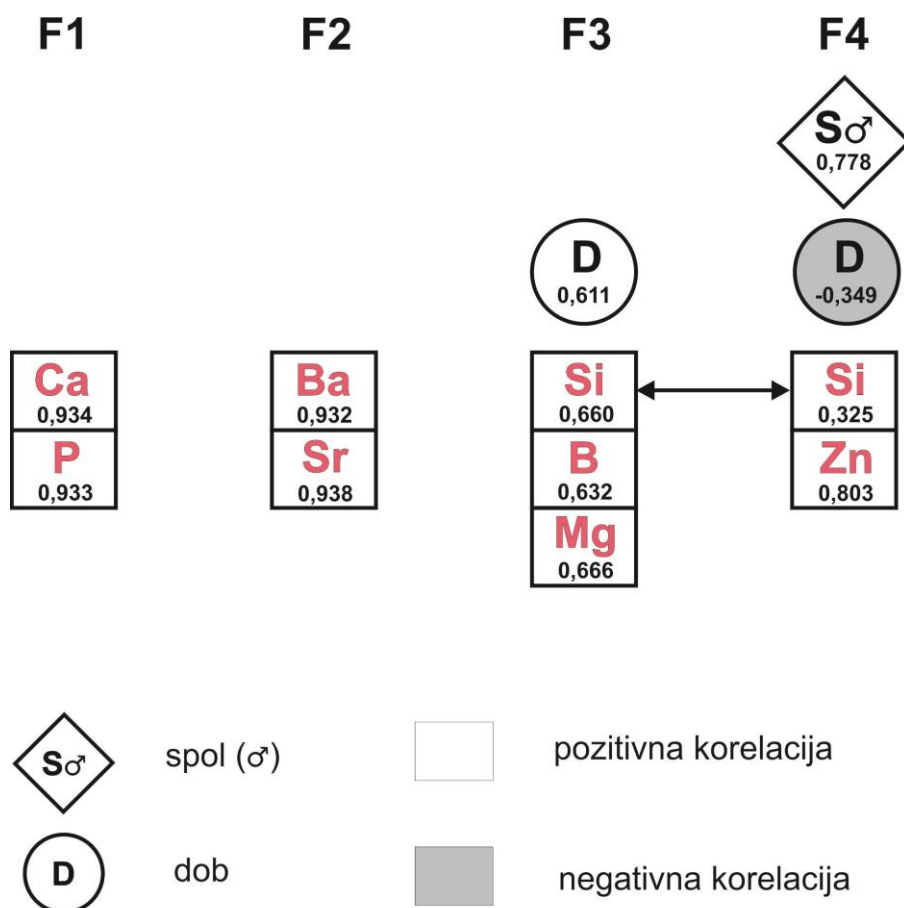 F1 F2 F3 F4
S♂
0,778
D D
0,611 -0,349
Ca Ba Si Si
0,934 0,932 0,660 0,325
P Sr B Zn
0,933 0,938 0,632 0,803
Mg
0,666
S♂ spol (♂) pozitivna korelacija
D dob negativna korelacija